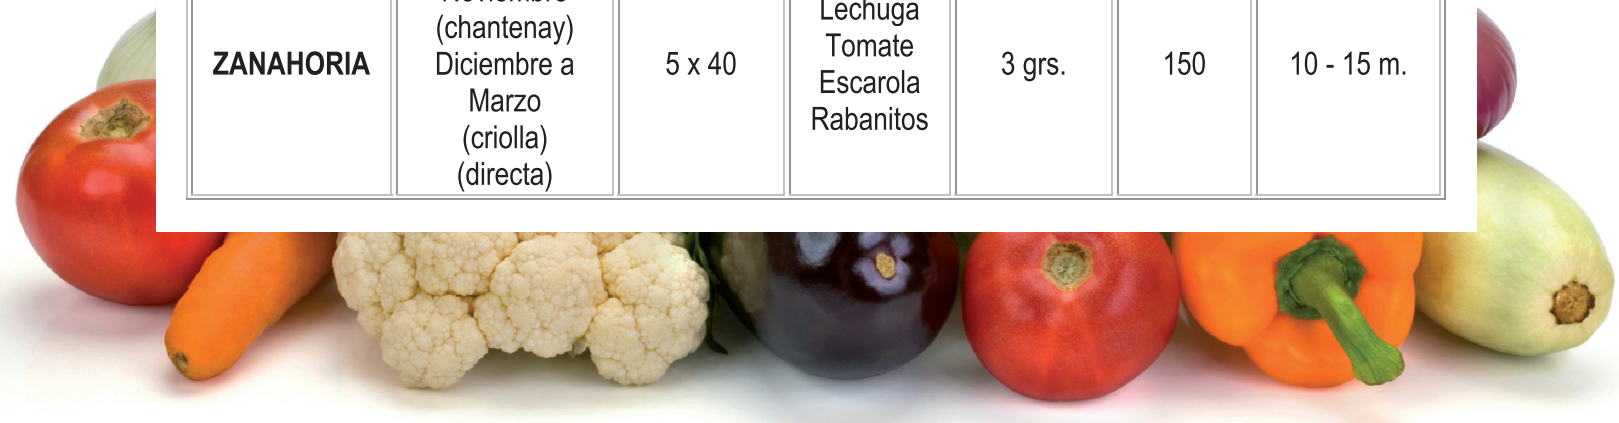 ZANAHORIA
(chantenay)
Diciembre a
Marzo
(criolla)
(directa)
5 x 40
Lechuga
Tomate
Escarola
Rabanitos
3 grs.
150
10 - 15 m.